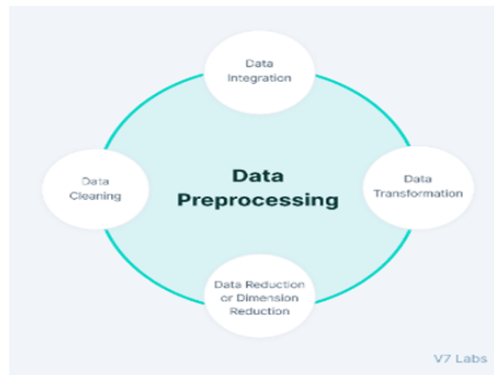 Data
Integration
Data
Cleaning
Data
Preprocessing
Data
Transformation
Data Reduction
or Dimension
Reduction
V7 Labs